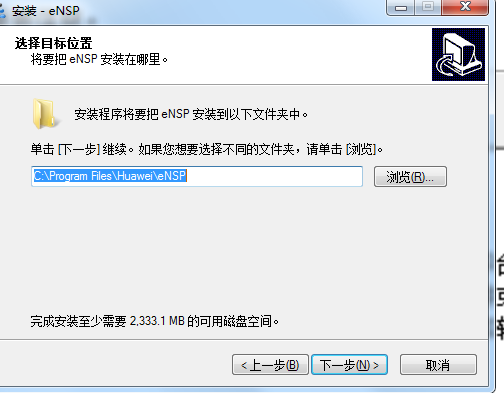 安装 - eNSP
选择目标位置
将要把 eNSP 安装在哪里。
安装程序将要把 eNSP 安装到以下文件夹中。
单击 [下一步] 继续。如果您想要选择不同的文件夹，请单击 [浏览]。
C:\Program Files\Huawei\eNSP
浏览(R)...
完成安装至少需要 2,333.1 MB 的可用磁盘空间。
< 上一步(B)
下一步(N) >
取消